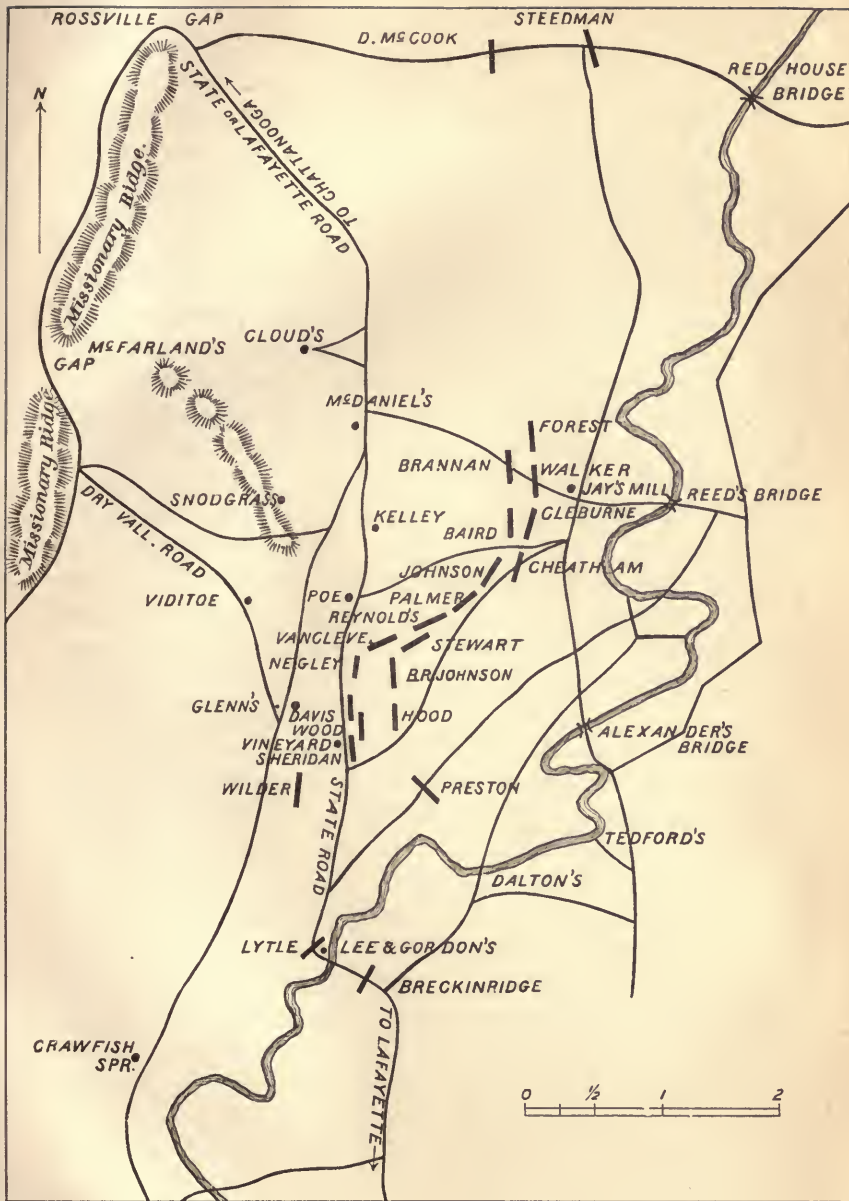 ROSSVILLE GAP
STEEDMAN
D. McCOOK
RED HOUSE
BRIDGE
N
STATE OR LAFAYETTE ROAD
TO CHATTANOOGA
Missionary Ridge.
McFARLAND'S
GAP
CLOUD'S
McDANIEL'S
Missionary Ridge
FOREST
BRANNAN
WALKER
JAY'S MILL
REED'S BRIDGE
SNODGRASS
KELLEY
CLEBURNE
BAIRD
DRY VALL. ROAD
JOHNSON
CHEATHAM
VIDITOE
POE
PALMER
REYNOLD'S
VANCLEVE
STEWART
NEGLEY
B.R. JOHNSON
GLENN'S
DAVIS
HOOD
WOOD
VINEYARD
SHERIDAN
ALEXANDER'S
BRIDGE
WILDER
STATE ROAD
PRESTON
TEDFORD'S
DALTON'S
LYTLE
LEE & GORDON'S
BRECKINRIDGE
CRAWFISH
SPR.
TO LAFAYETTE
0 ½ 1 2